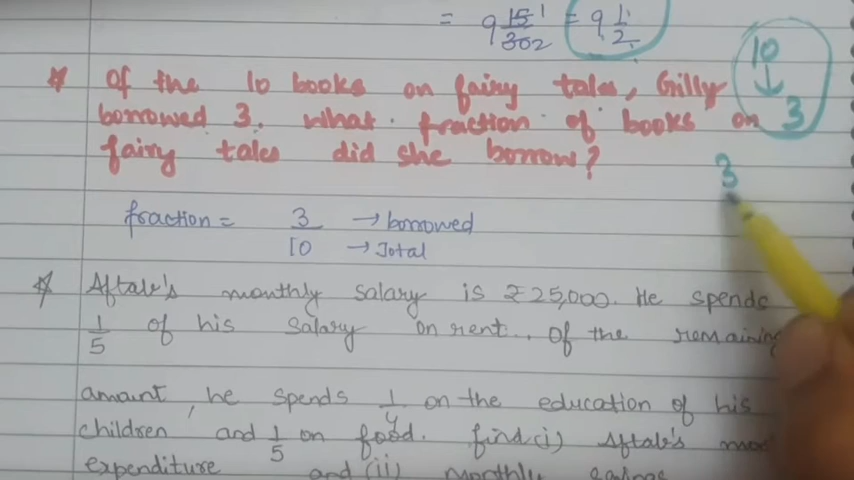 = 9 15/302 1 = 9 1/2
10
↓
3
* Of the 10 books on fairy tales, Gilly
borrowed 3. What fraction of books on
fairy tales did she borrow?
3
fraction = 3 → borrowed
10 → Total
* Aftab's monthly salary is ₹25,000. He spends
1/5 of his salary on rent. Of the remaining
amount, he spends 1/4 on the education of his
children and 1/5 on food. find (i) Aftab's
expenditure and (ii) monthly savings